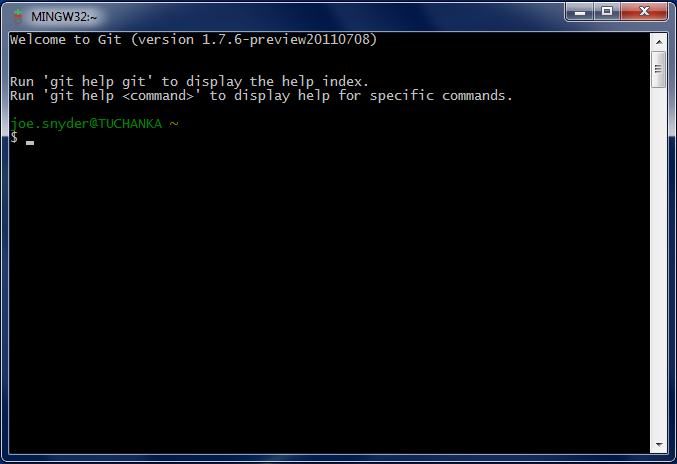 MINGW32:~
Welcome to Git (version 1.7.6-preview20110708)
Run 'git help git' to display the help index.
Run 'git help <command>' to display help for specific commands.
joe.snyder@TUCHANKA ~
$